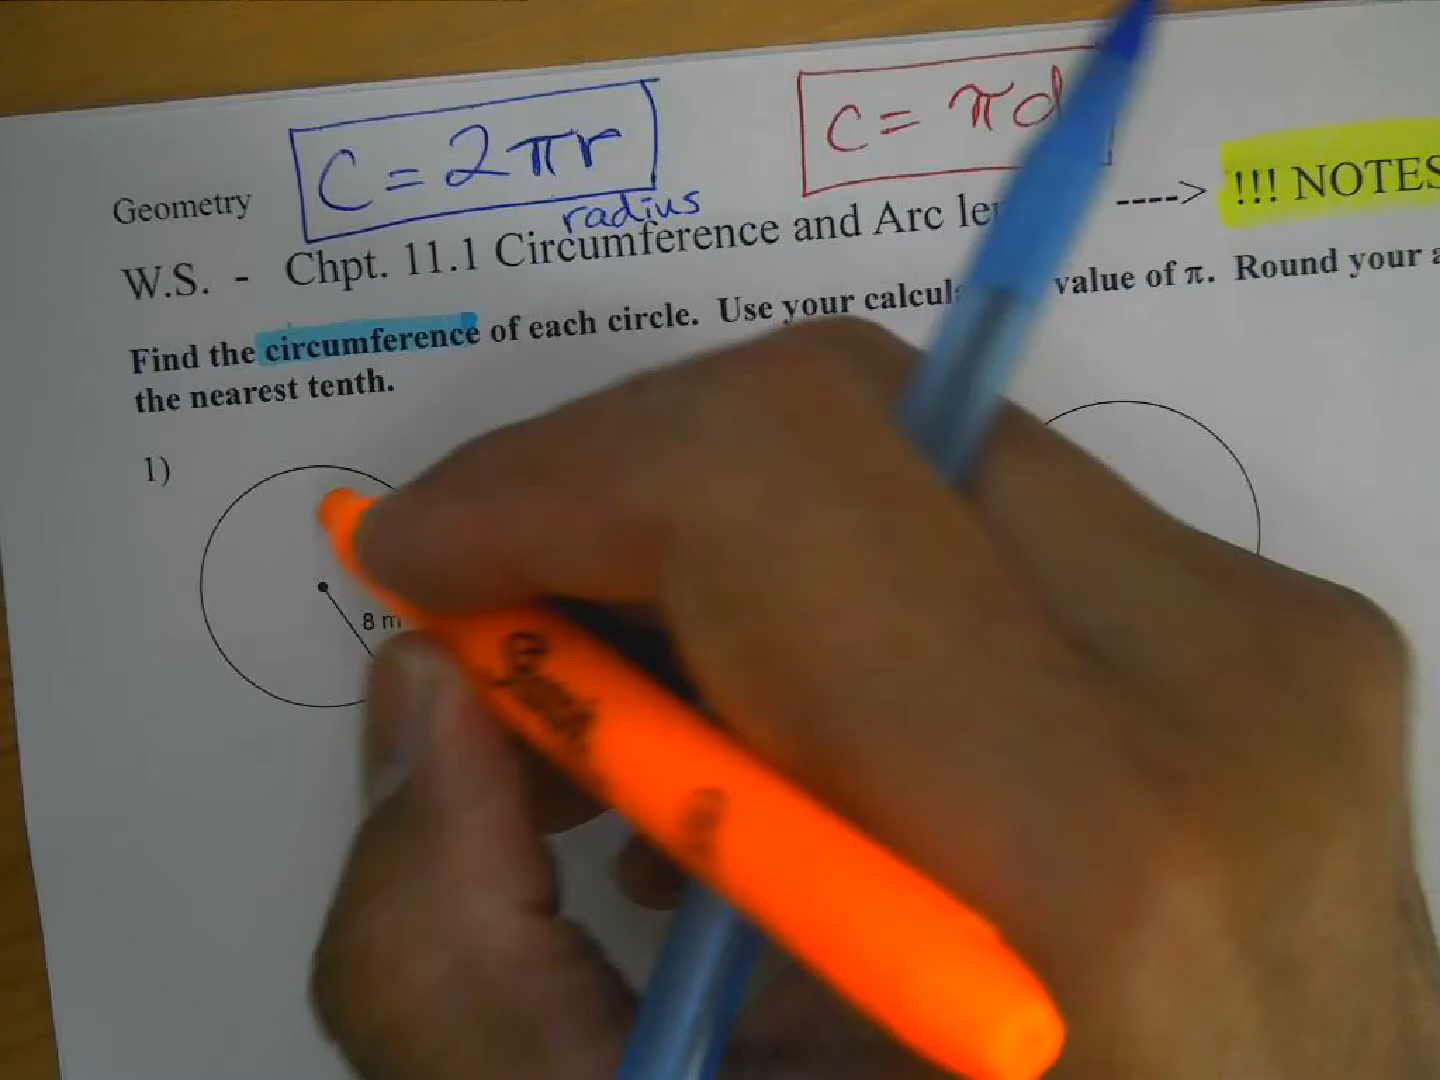 C = 2πr
C = πd
Geometry
radius
----> !!! NOTES
W.S. - Chpt. 11.1 Circumference and Arc
Find the circumference of each circle. Use your value of π. Round your
the nearest tenth.
1)
8 m